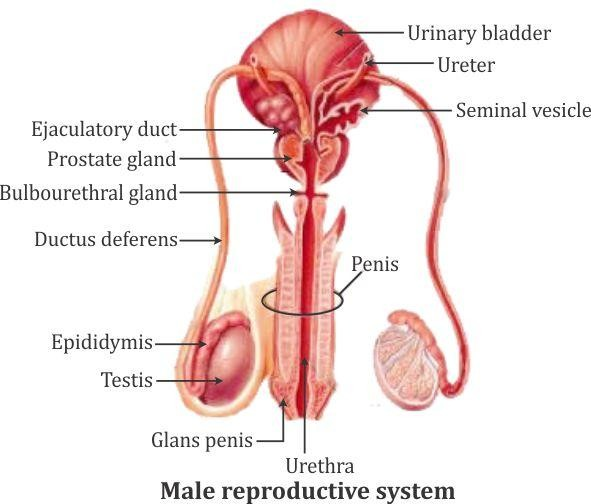 Urinary bladder
Ureter
Seminal vesicle
Ejaculatory duct
Prostate gland
Bulbourethral gland
Ductus deferens
Penis
Epididymis
Testis
Glans penis
Urethra
Male reproductive system